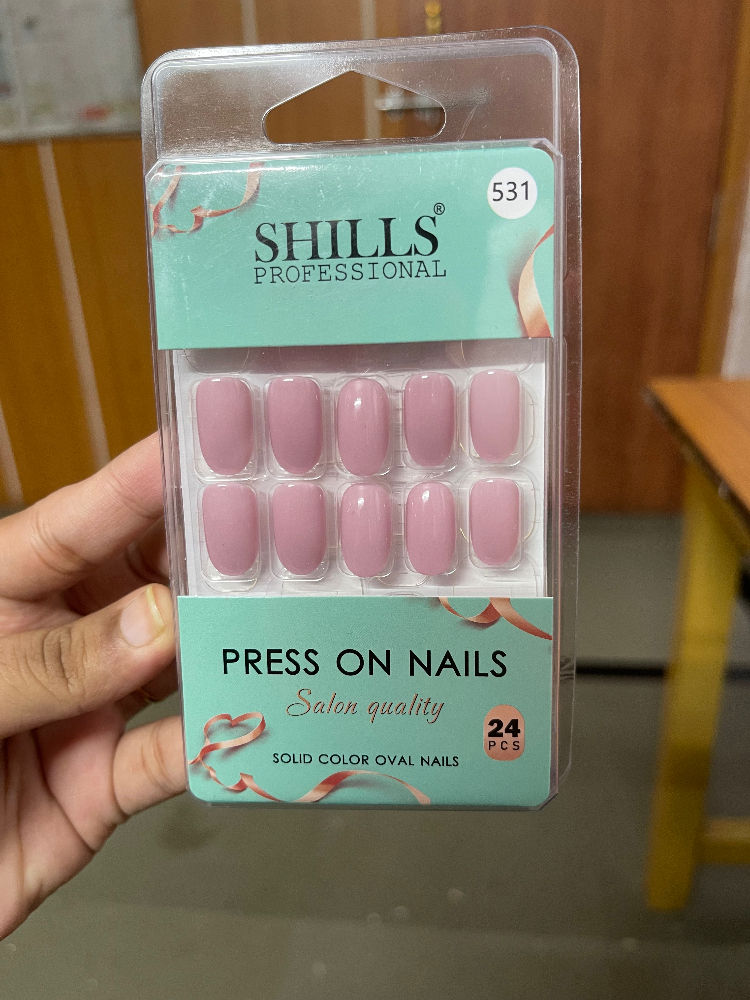 531
SHILLS®
PROFESSIONAL
PRESS ON NAILS
Salon quality
24
PCS
SOLID COLOR OVAL NAILS